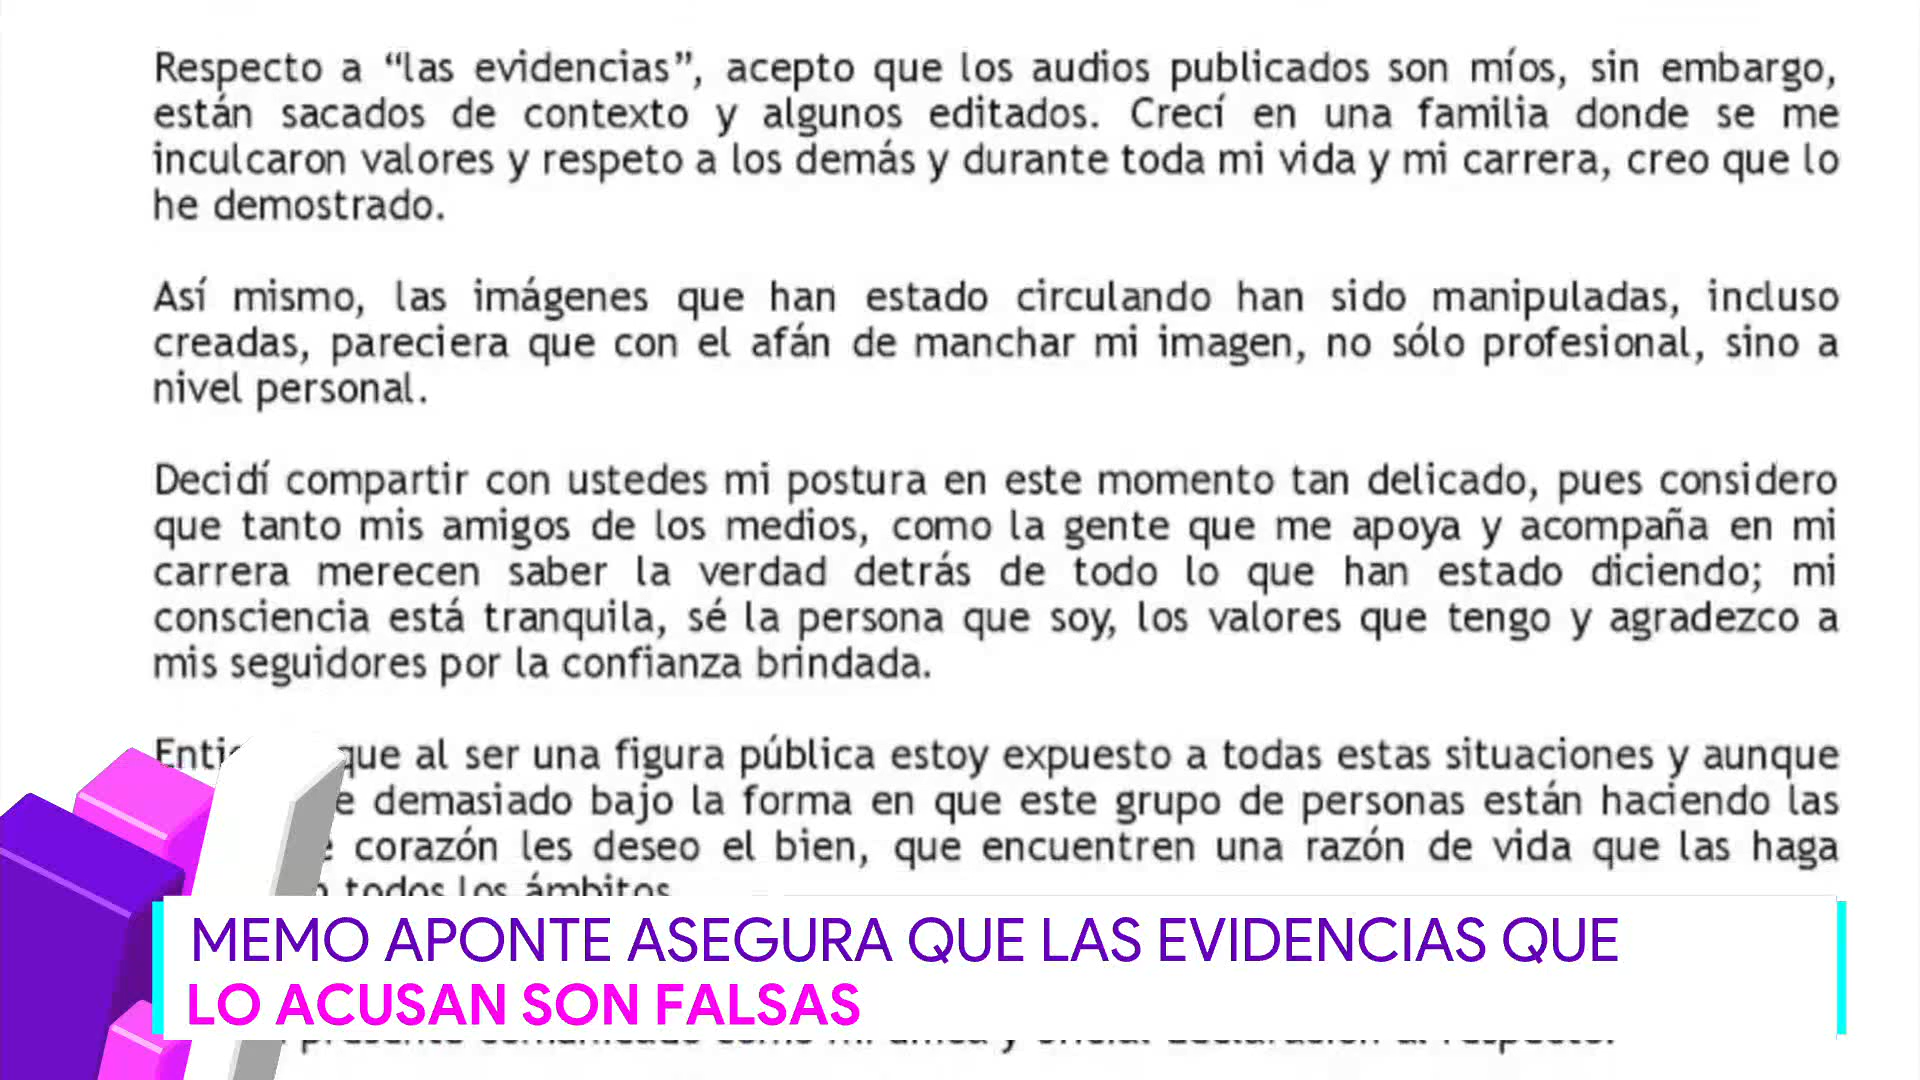 Respecto a “las evidencias”, acepto que los audios publicados son míos, sin embargo,
están sacados de contexto y algunos editados. Crecí en una familia donde se me
inculcaron valores y respeto a los demás y durante toda mi vida y mi carrera, creo que lo
he demostrado.
Así mismo, las imágenes que han estado circulando han sido manipuladas, incluso
creadas, pareciera que con el afán de manchar mi imagen, no sólo profesional, sino a
nivel personal.
Decidí compartir con ustedes mi postura en este momento tan delicado, pues considero
que tanto mis amigos de los medios, como la gente que me apoya y acompaña en mi
carrera merecen saber la verdad detrás de todo lo que han estado diciendo; mi
consciencia está tranquila, sé la persona que soy, los valores que tengo y agradezco a
mis seguidores por la confianza brindada.
que al ser una figura pública estoy expuesto a todas estas situaciones y aunque
demasiado bajo la forma en que este grupo de personas están haciendo las
corazón les deseo el bien, que encuentren una razón de vida que las haga
todos los ámbitos.
MEMO APONTE ASEGURA QUE LAS EVIDENCIAS QUE
LO ACUSAN SON FALSAS